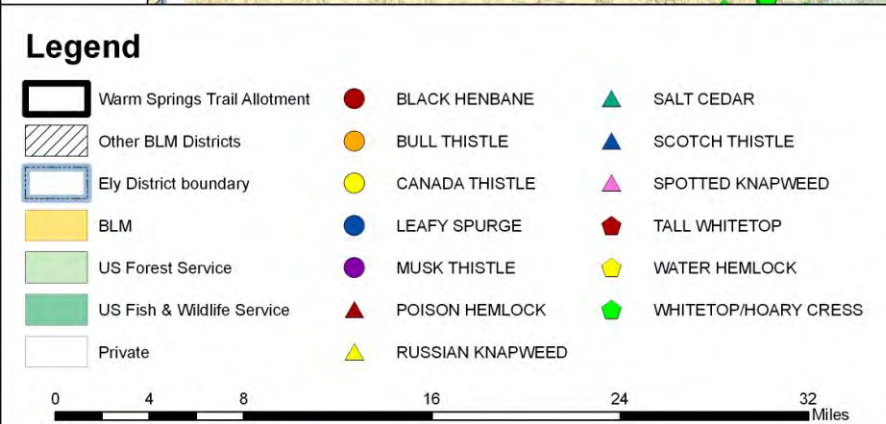 Legend
Warm Springs Trail Allotment
Other BLM Districts
Ely District boundary
BLM
US Forest Service
US Fish & Wildlife Service
Private
BLACK HENBANE
BULL THISTLE
CANADA THISTLE
LEAFY SPURGE
MUSK THISTLE
POISON HEMLOCK
RUSSIAN KNAPWEED
SALT CEDAR
SCOTCH THISTLE
SPOTTED KNAPWEED
TALL WHITETOP
WATER HEMLOCK
WHITETOP/HOARY CRESS
0 4 8 16 24 32
Miles